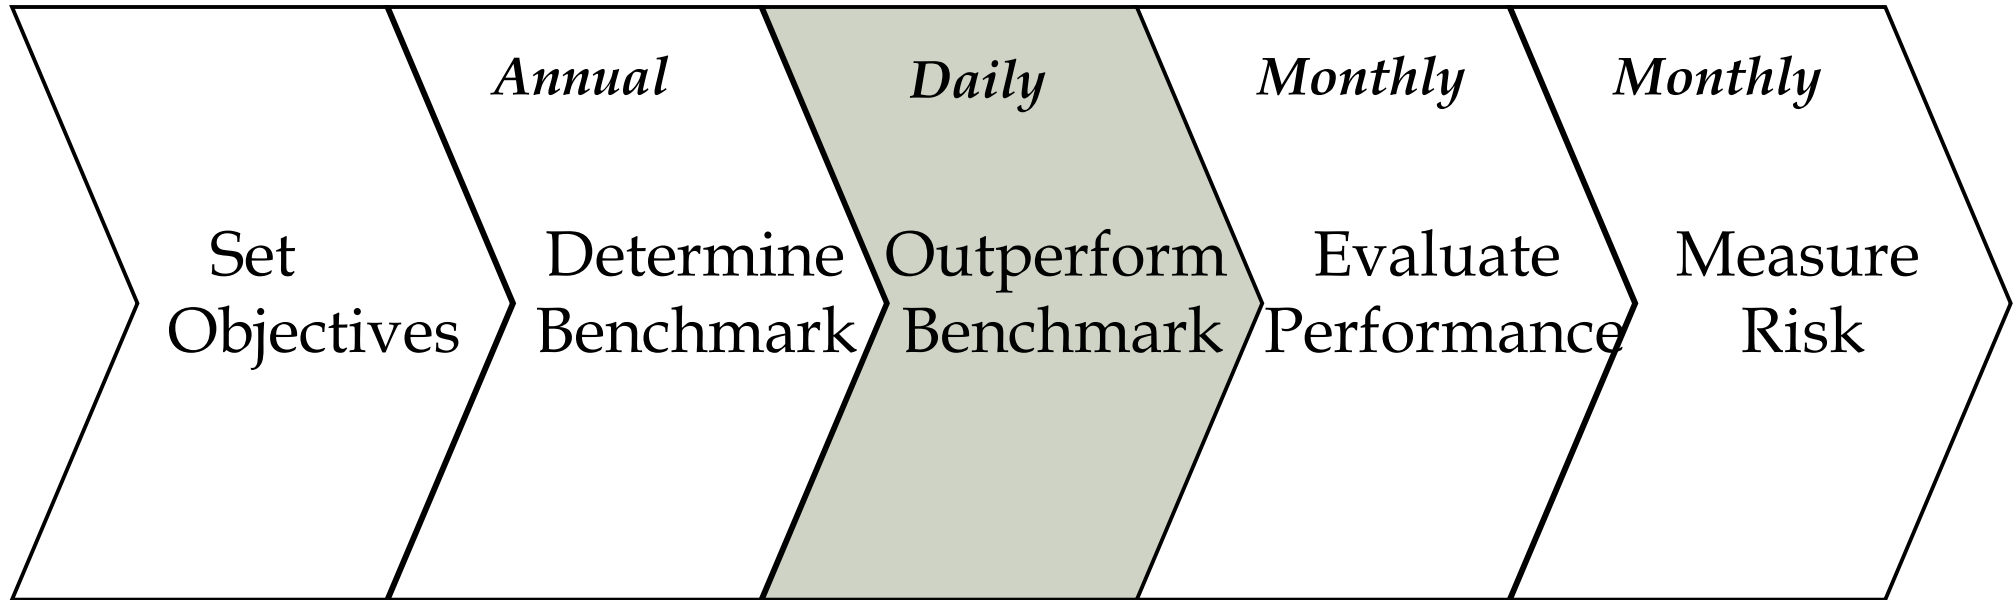 Set
Objectives
Annual
Determine
Benchmark
Daily
Outperform
Benchmark
Monthly
Evaluate
Performance
Monthly
Measure
Risk